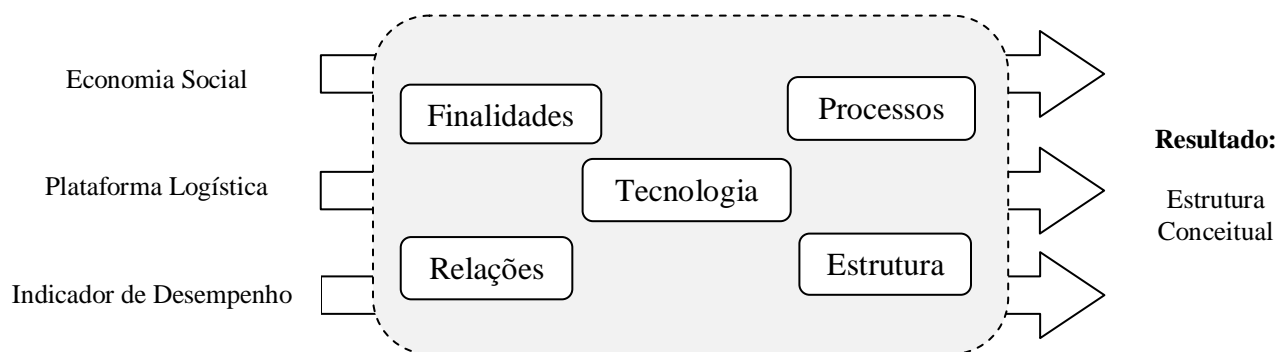 Economia Social
Plataforma Logística
Indicador de Desempenho
Finalidades
Processos
Tecnologia
Relações
Estrutura
Resultado:
Estrutura
Conceitual